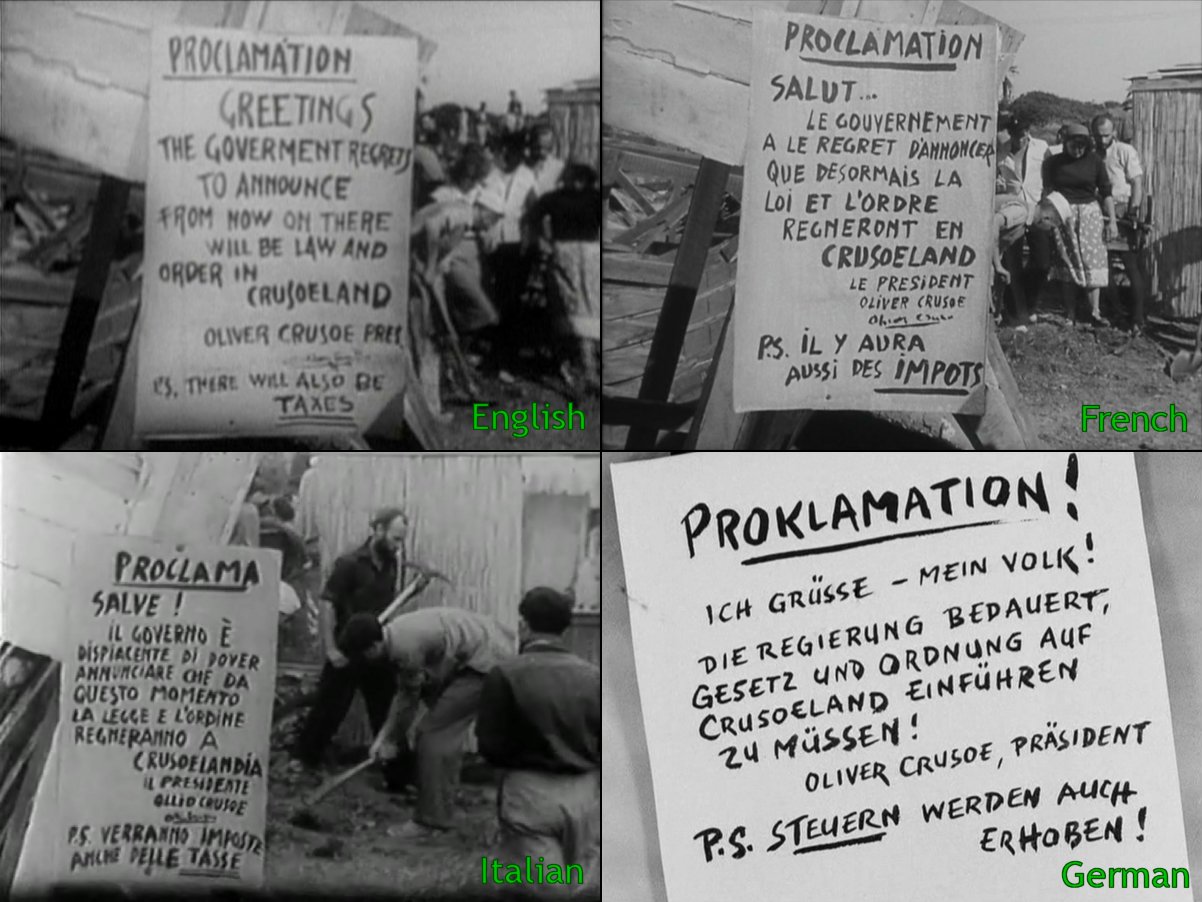 PROCLAMATION
GREETINGS
THE GOVERMENT REGRETS
TO ANNOUNCE
FROM NOW ON THERE
WILL BE LAW AND
ORDER IN
CRUSOELAND
OLIVER CRUSOE PRES
P.S. THERE WILL ALSO BE
TAXES
English
PROCLAMATION
SALUT...
LE GOUVERNEMENT
A LE REGRET D'ANNONCER
QUE DESORMAIS LA
LOI ET L'ORDRE
REGNERONT EN
CRUSOELAND
LE PRESIDENT
OLIVER CRUSOE
P.S. IL Y AURA
AUSSI DES IMPOTS
French
PROCLAMA
SALVE !
IL GOVERNO È
DISPIACENTE DI DOVER
ANNUNCIARE CHE DA
QUESTO MOMENTO
LA LEGGE E L'ORDINE
REGNERANNO A
CRUSOELANDIA
IL PRESIDENTE
OLLIO CRUSOE
P.S. VERRANNO IMPOSTE
ANCHE DELLE TASSE
Italian
PROKLAMATION!
ICH GRÜSSE – MEIN VOLK!
DIE REGIERUNG BEDAUERT,
GESETZ UND ORDNUNG AUF
CRUSOELAND EINFÜHREN
ZU MÜSSEN!
OLIVER CRUSOE, PRÄSIDENT
P.S. STEUERN WERDEN AUCH
ERHOBEN!
German